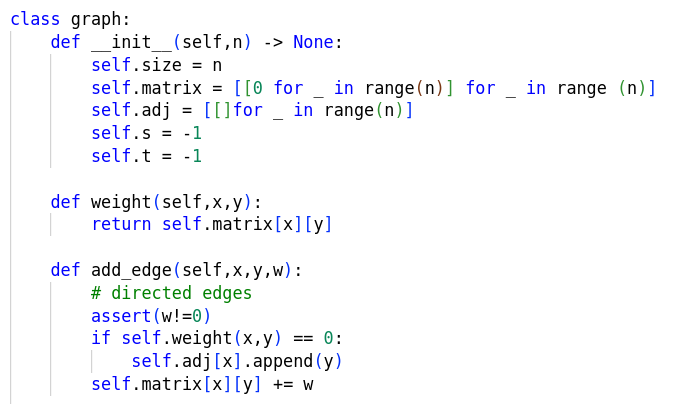 class graph:
    def __init__(self,n) -> None:
        self.size = n
        self.matrix = [[0 for _ in range(n)] for _ in range (n)]
        self.adj = [[]for _ in range(n)]
        self.s = -1
        self.t = -1

    def weight(self,x,y):
        return self.matrix[x][y]

    def add_edge(self,x,y,w):
        # directed edges
        assert(w!=0)
        if self.weight(x,y) == 0:
            self.adj[x].append(y)
        self.matrix[x][y] += w